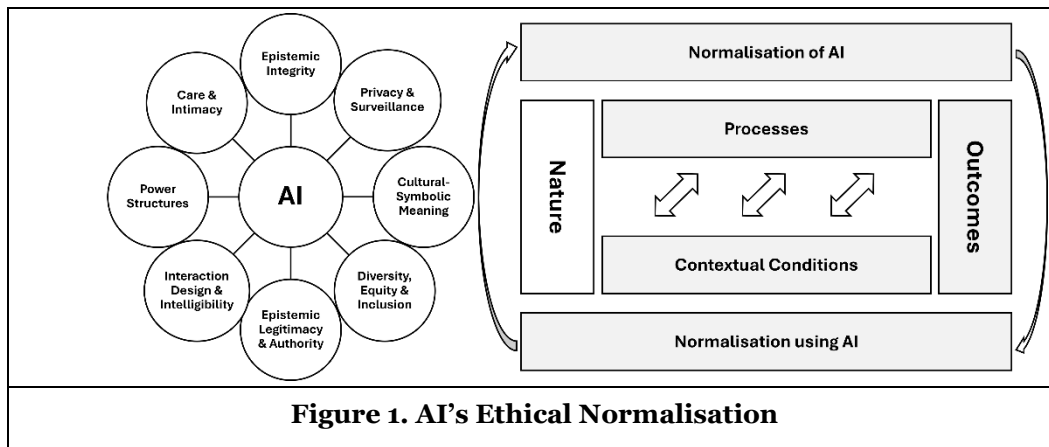 Epistemic
Integrity
Care &
Intimacy
Privacy &
Surveillance
Power
Structures
AI
Cultural-
Symbolic
Meaning
Interaction
Design &
Intelligibility
Epistemic
Legitimacy
& Authority
Diversity,
Equity &
Inclusion
Normalisation of AI
Nature
Processes
Contextual Conditions
Outcomes
Normalisation using AI
Figure 1. AI's Ethical Normalisation